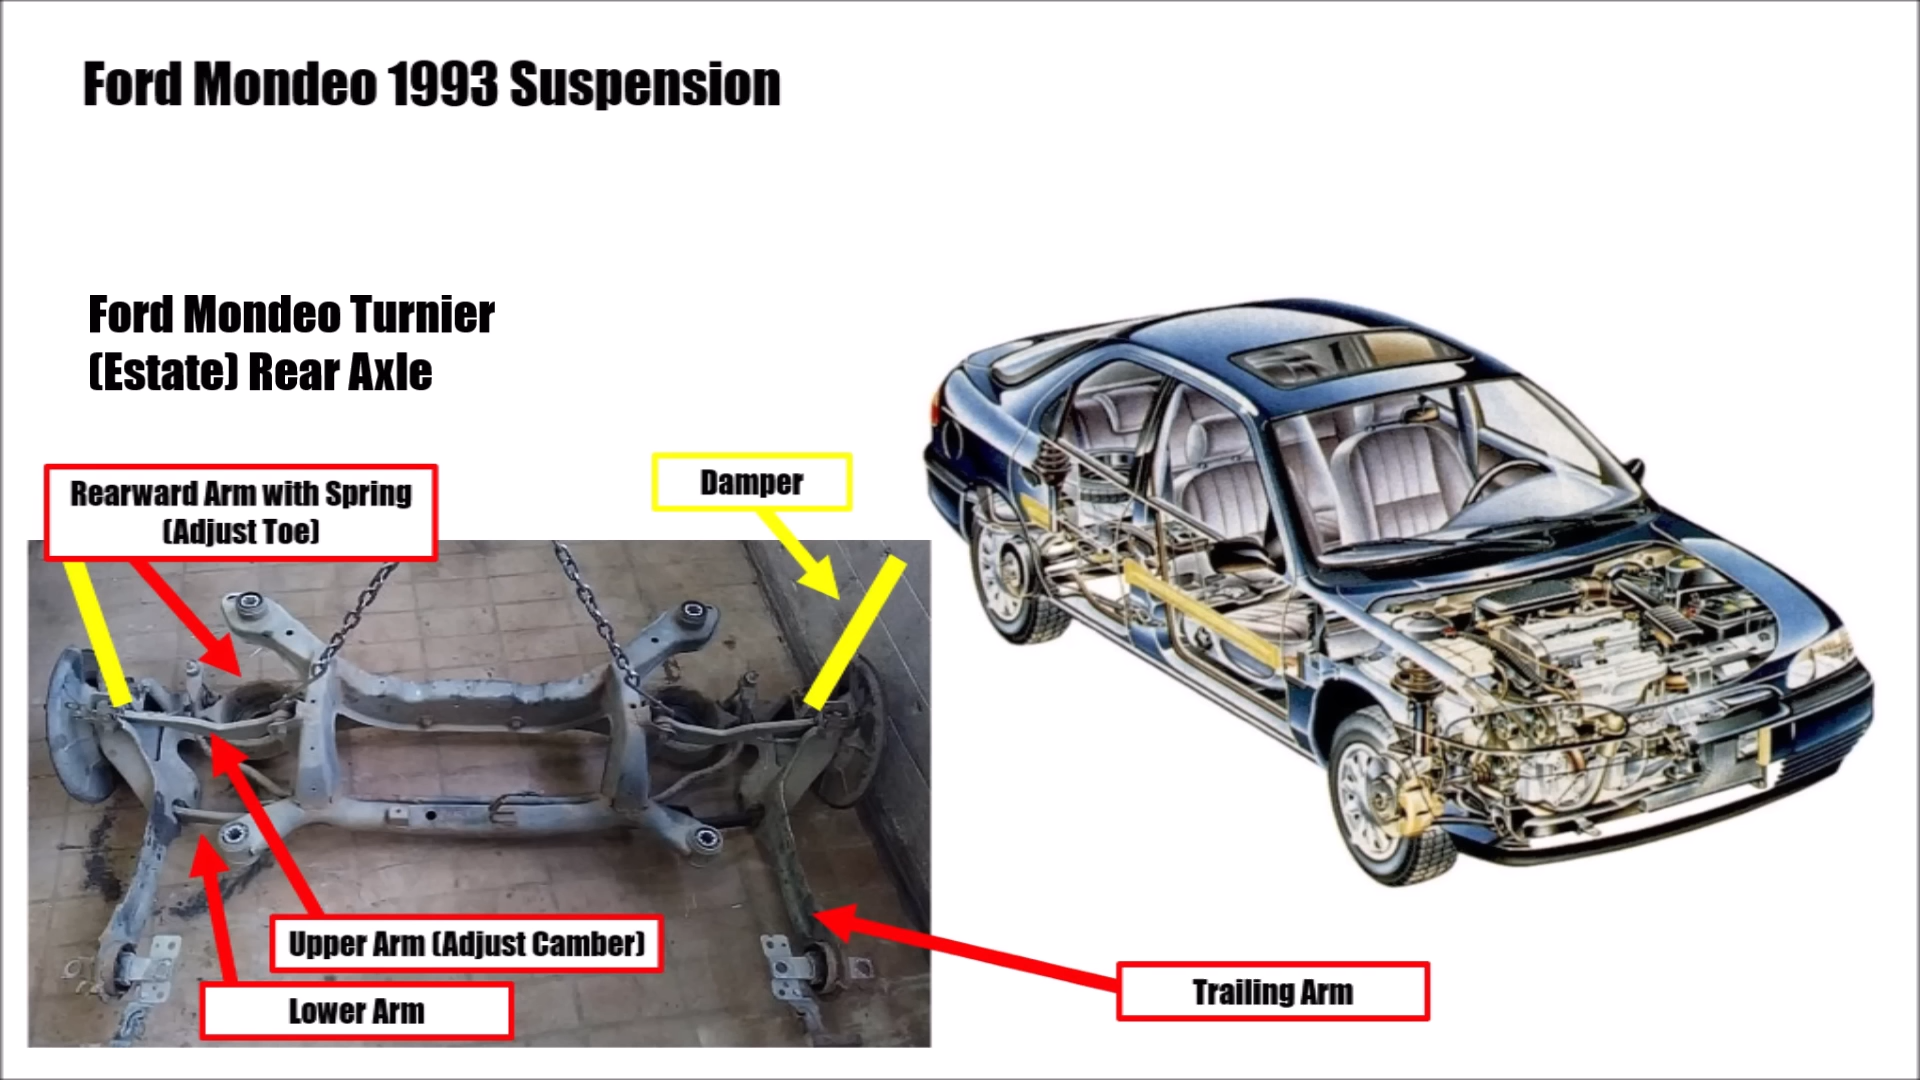 Ford Mondeo 1993 Suspension
Ford Mondeo Turnier
(Estate) Rear Axle
Rearward Arm with Spring
(Adjust Toe)
Damper
Upper Arm (Adjust Camber)
Lower Arm
Trailing Arm